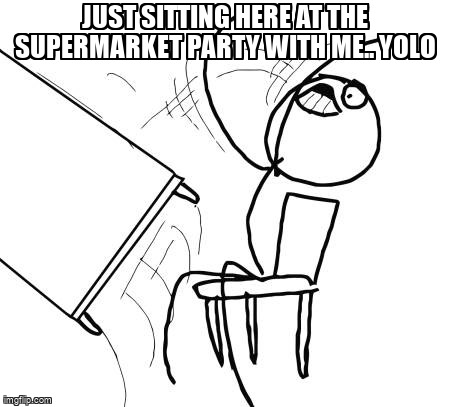 JUST SITTING HERE AT THE
SUPERMARKET PARTY WITH ME.. YOLO
imgflip.com